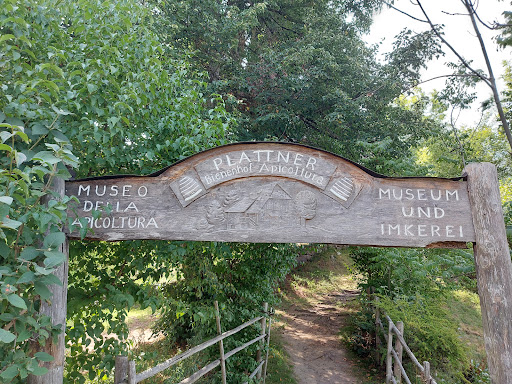 PLATTNER
Bienenhof Apicoltura
MUSEO
DELLA
APICOLTURA
MUSEUM
UND
IMKEREI